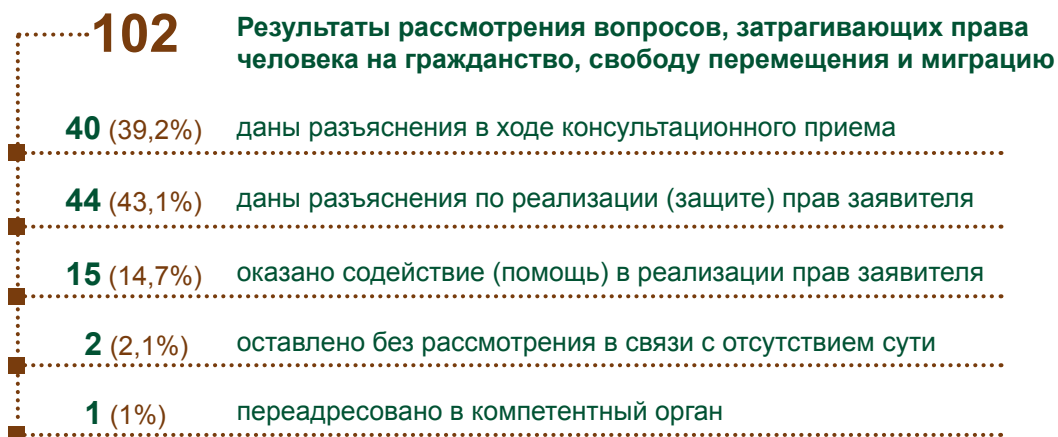 102 Результаты рассмотрения вопросов, затрагивающих права
человека на гражданство, свободу перемещения и миграцию
40 (39,2%) даны разъяснения в ходе консультационного приема
44 (43,1%) даны разъяснения по реализации (защите) прав заявителя
15 (14,7%) оказано содействие (помощь) в реализации прав заявителя
2 (2,1%) оставлено без рассмотрения в связи с отсутствием сути
1 (1%) переадресовано в компетентный орган